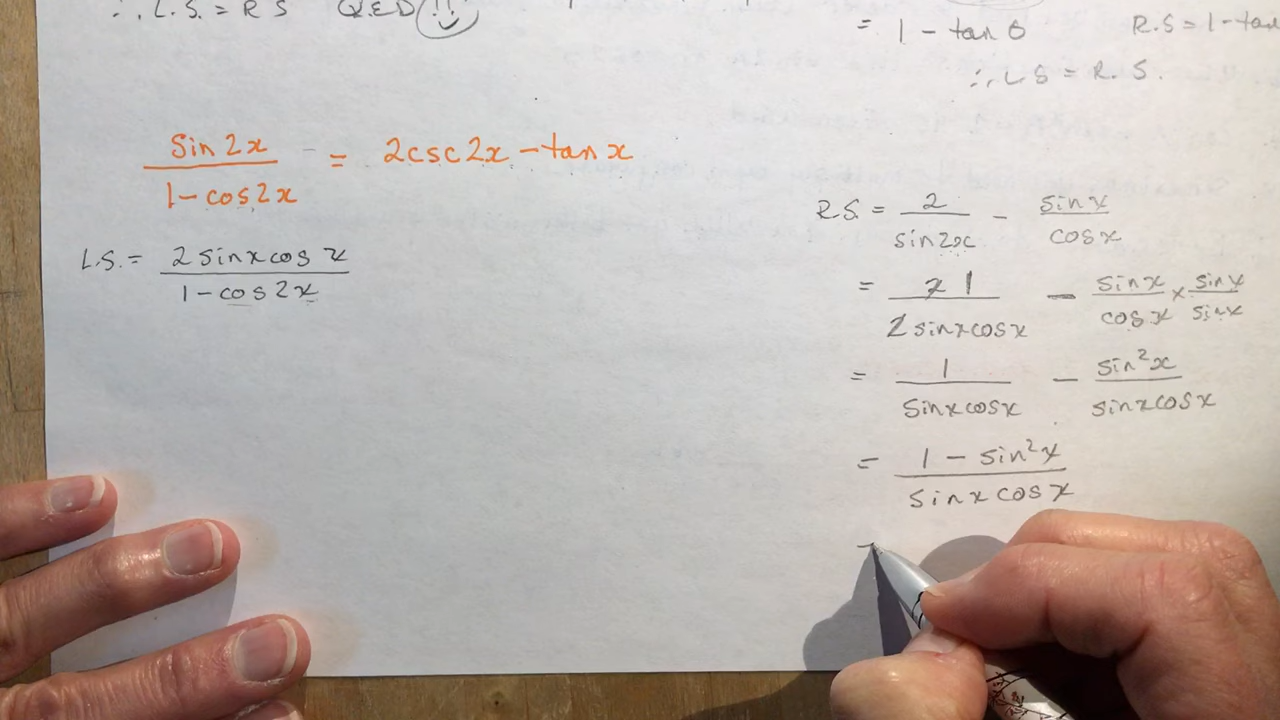 ∴ L.S. = R S Q.E.D !!
= 1 - tan θ R.S = 1 - tan
∴ L S = R. S.
sin 2x / 1 - cos 2x = 2csc 2x - tan x
L.S. = 2 sin x cos x / 1 - cos 2x
R.S. = 2 / sin 2x - sin x / cos x
= 2 1 / 2 sin x cos x - sin x / cos x × sin x / sin x
= 1 / sin x cos x - sin² x / sin x cos x
= 1 - sin² x / sin x cos x